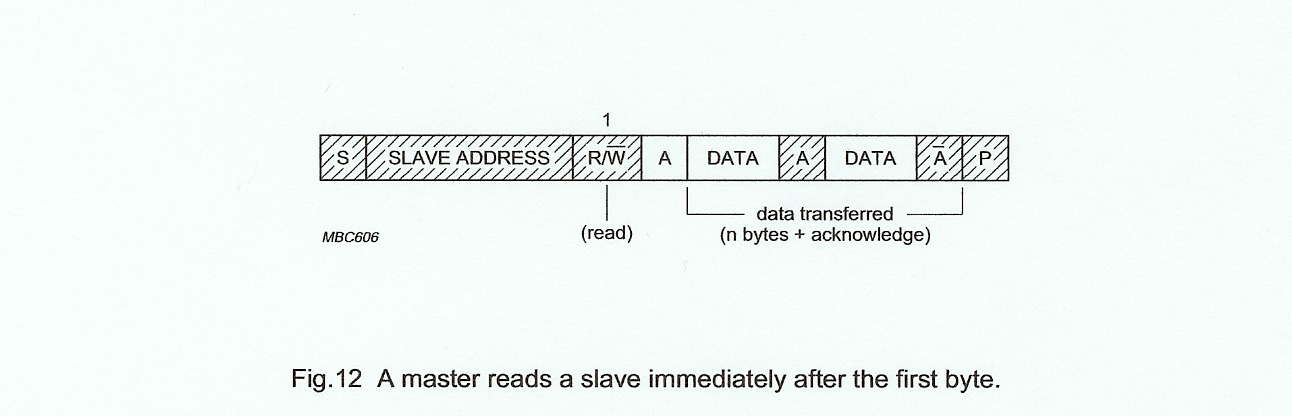 1
S SLAVE ADDRESS R/W̅ A DATA A DATA A̅ P
data transferred
(n bytes + acknowledge)
(read)
MBC606
Fig.12 A master reads a slave immediately after the first byte.